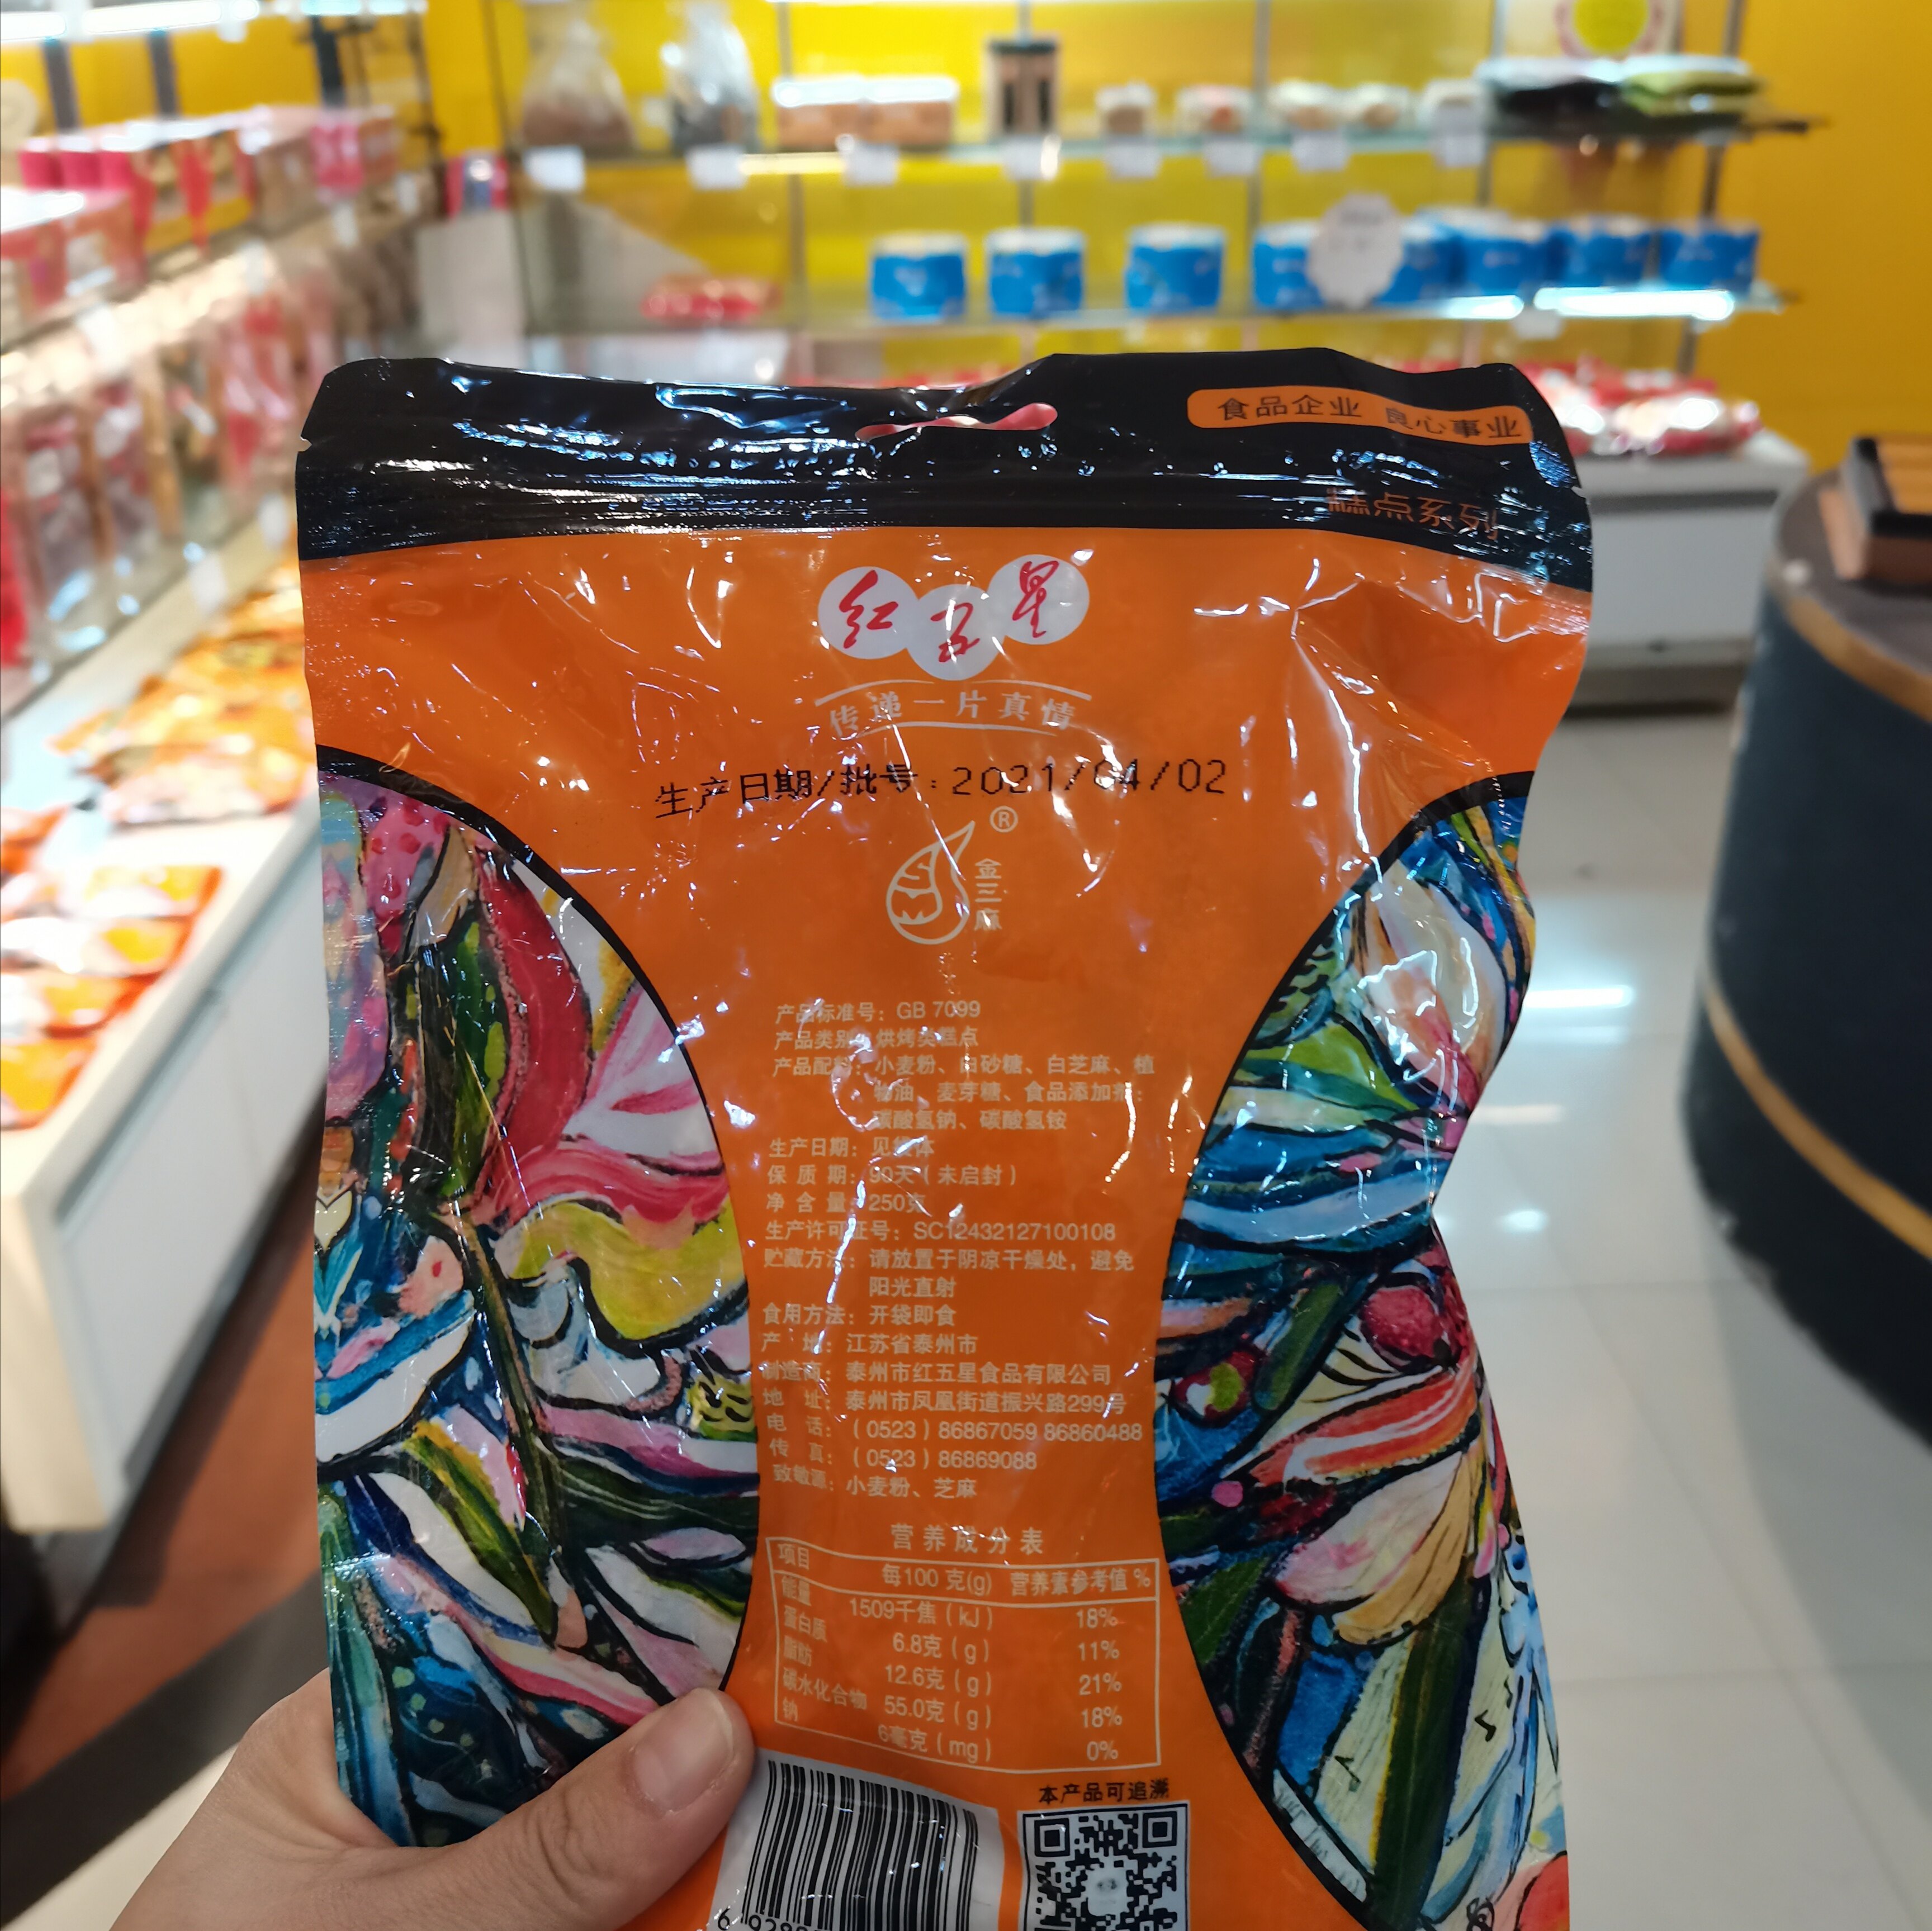 食品企业 良心事业
糕点系列
红五星
传递一片真情
生产日期/批号：2021/04/02
®
金三麻
产品标准号：GB 7099
产品类别：烘烤类糕点
产品配料：小麦粉、白砂糖、白芝麻、植
物油、麦芽糖、食品添加剂：
碳酸氢钠、碳酸氢铵
生产日期：见袋体
保质期：90天（未启封）
净含量：250克
生产许可证号：SC12432127100108
贮藏方法：请放置于阴凉干燥处，避免
阳光直射
食用方法：开袋即食
产地：江苏省泰州市
制造商：泰州市红五星食品有限公司
地址：泰州市凤凰街道振兴路299号
电话：（0523）86867059 86860488
传真：（0523）86869088
致敏源：小麦粉、芝麻
营养成分表
项目 每100 克(g) 营养素参考值 %
能量 1509千焦（kJ） 18%
蛋白质 6.8克（g） 11%
脂肪 12.6克（g） 21%
碳水化合物 55.0克（g） 18%
钠 6毫克（mg） 0%
本产品可追溯